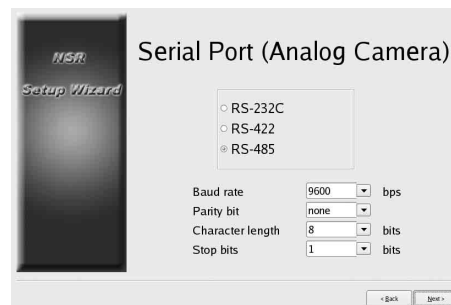 NSR
Setup Wizard
Serial Port (Analog Camera)
RS-232C
RS-422
RS-485
Baud rate 9600 bps
Parity bit none
Character length 8 bits
Stop bits 1 bits
< Back Next >